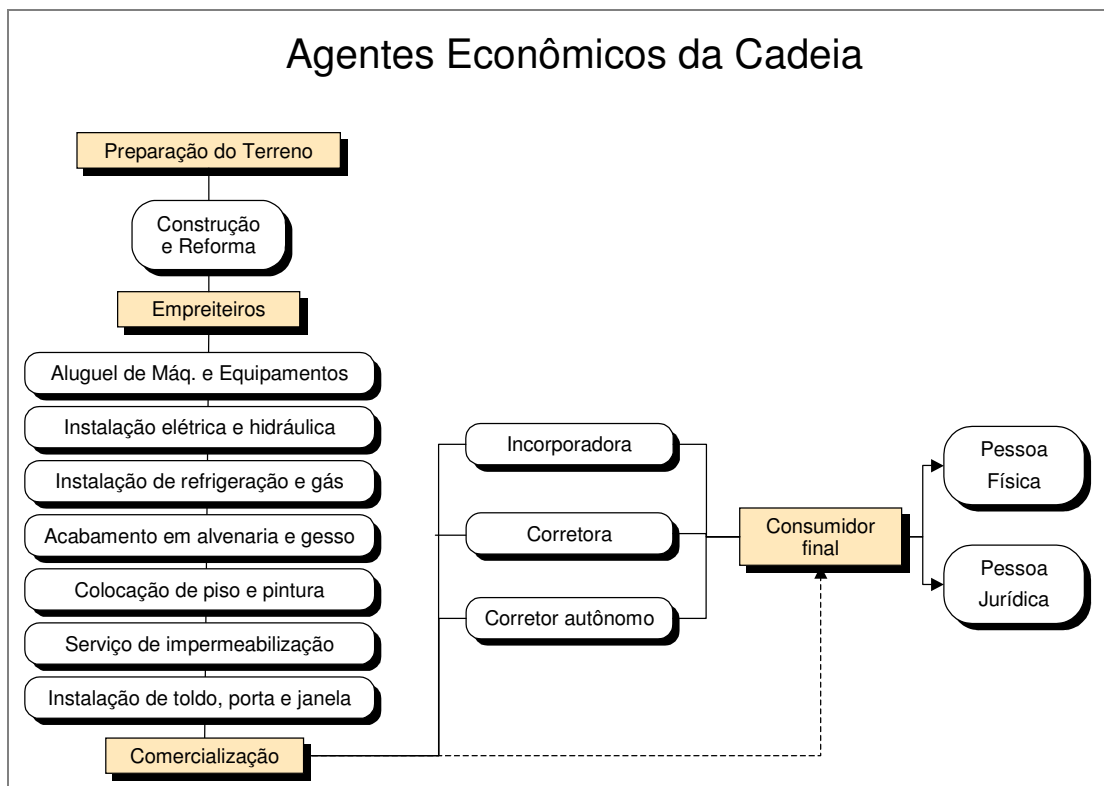 Agentes Econômicos da Cadeia
Preparação do Terreno
Construção
e Reforma
Empreiteiros
Aluguel de Máq. e Equipamentos
Instalação elétrica e hidráulica
Instalação de refrigeração e gás
Acabamento em alvenaria e gesso
Colocação de piso e pintura
Serviço de impermeabilização
Instalação de toldo, porta e janela
Comercialização
Incorporadora
Corretora
Corretor autônomo
Consumidor
final
Pessoa
Física
Pessoa
Jurídica